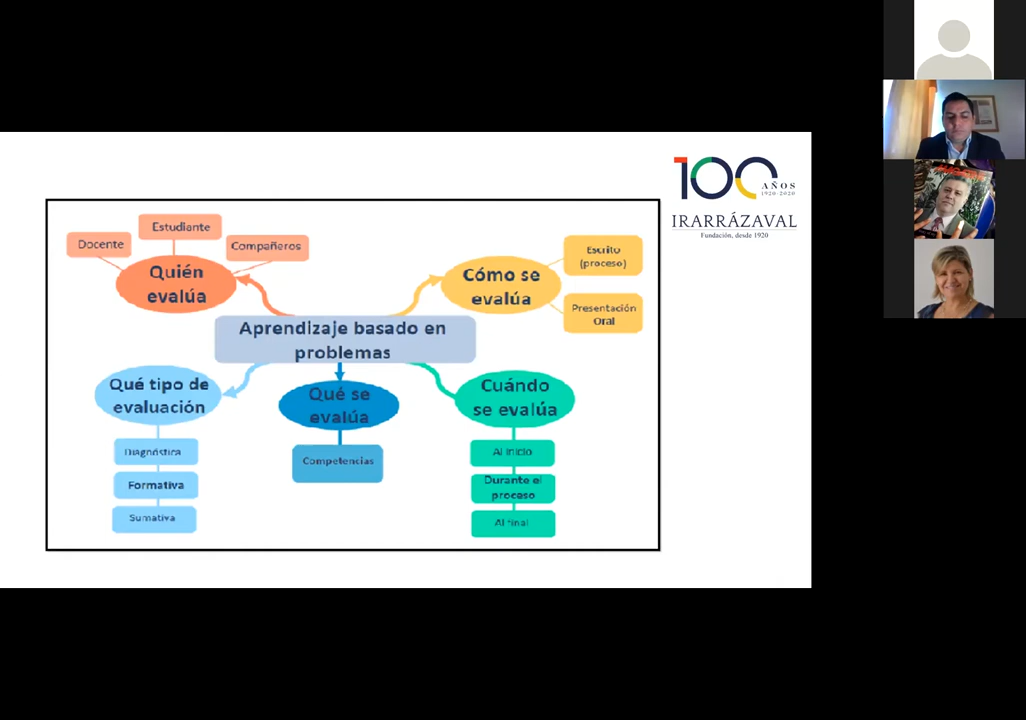 100
AÑOS
1920-2020
IRARRÁZAVAL
Fundación, desde 1920
Docente
Estudiante
Compañeros
Quién
evalúa
Cómo se
evalúa
Escrito
(proceso)
Presentación
Oral
Aprendizaje basado en
problemas
Qué tipo de
evaluación
Diagnóstica
Formativa
Sumativa
Qué se
evalúa
Competencias
Cuándo
se evalúa
Al inicio
Durante el
proceso
Al final